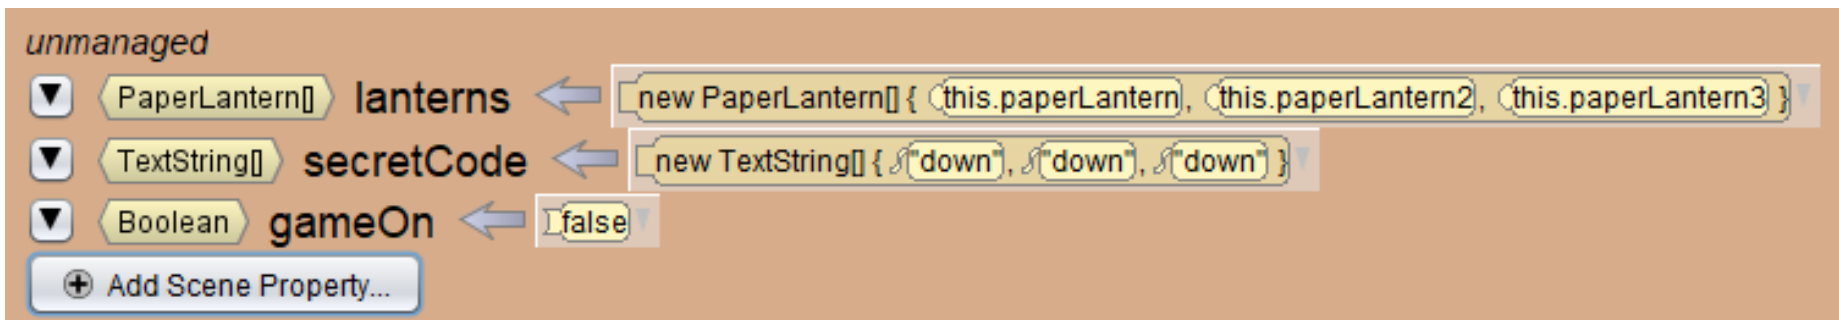 unmanaged
PaperLantern[] lanterns new PaperLantern[] { this.paperLantern, this.paperLantern2, this.paperLantern3 }
TextString[] secretCode new TextString[] { "down", "down", "down" }
Boolean gameOn false
Add Scene Property...